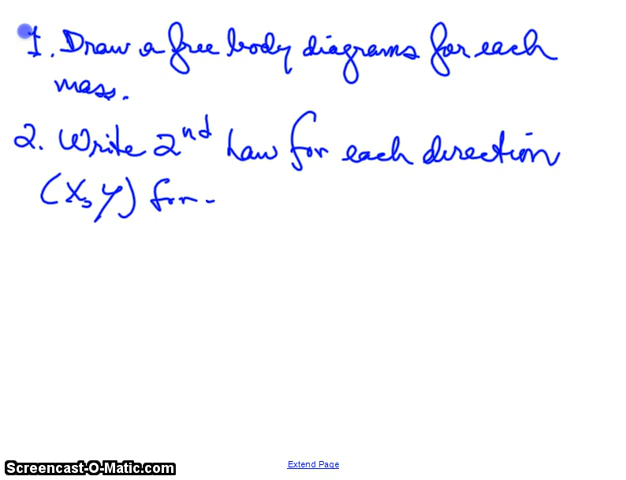 1. Draw a free body diagrams for each
mass.
2. Write 2nd Law for each direction
(x, y) for
Extend Page
Screencast-O-Matic.com